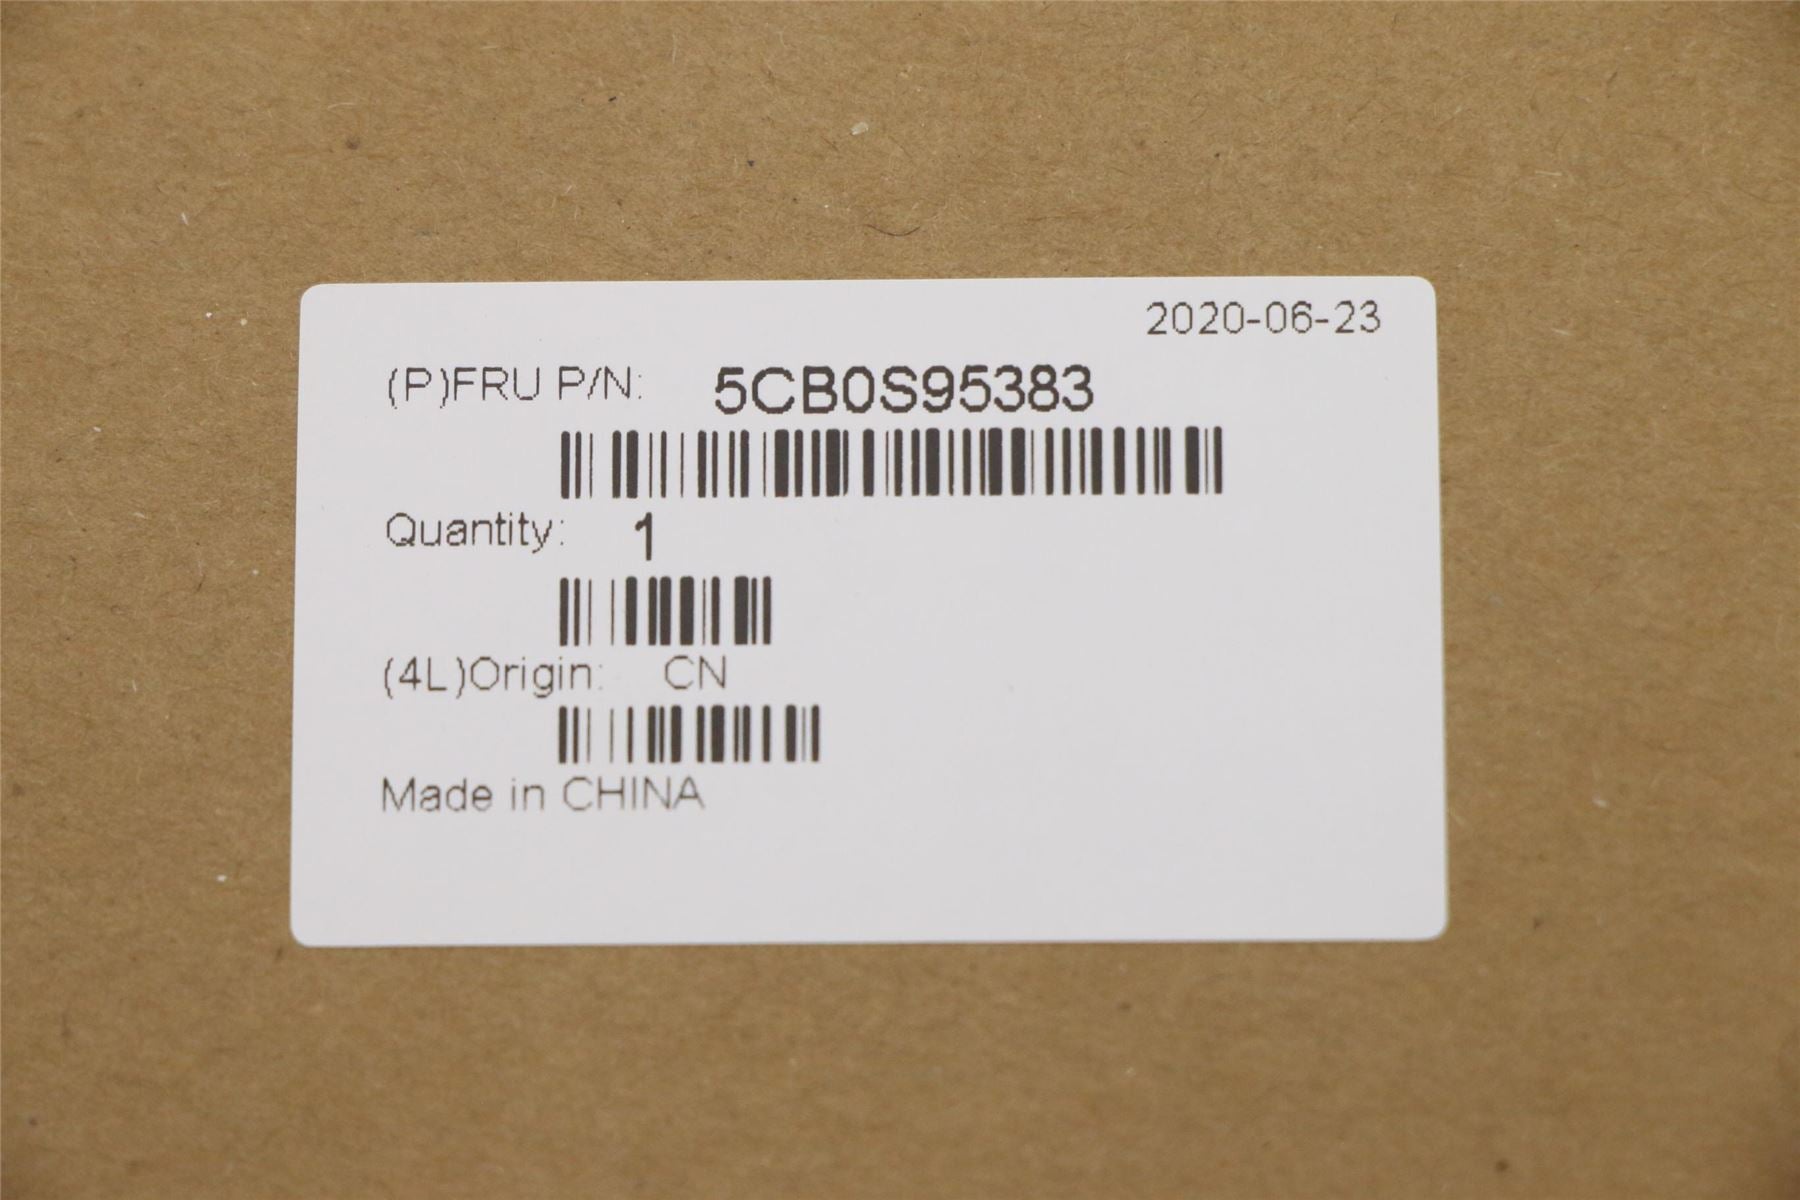 2020-06-23
(P)FRU P/N: 5CB0S95383
Quantity: 1
(4L)Origin: CN
Made in CHINA